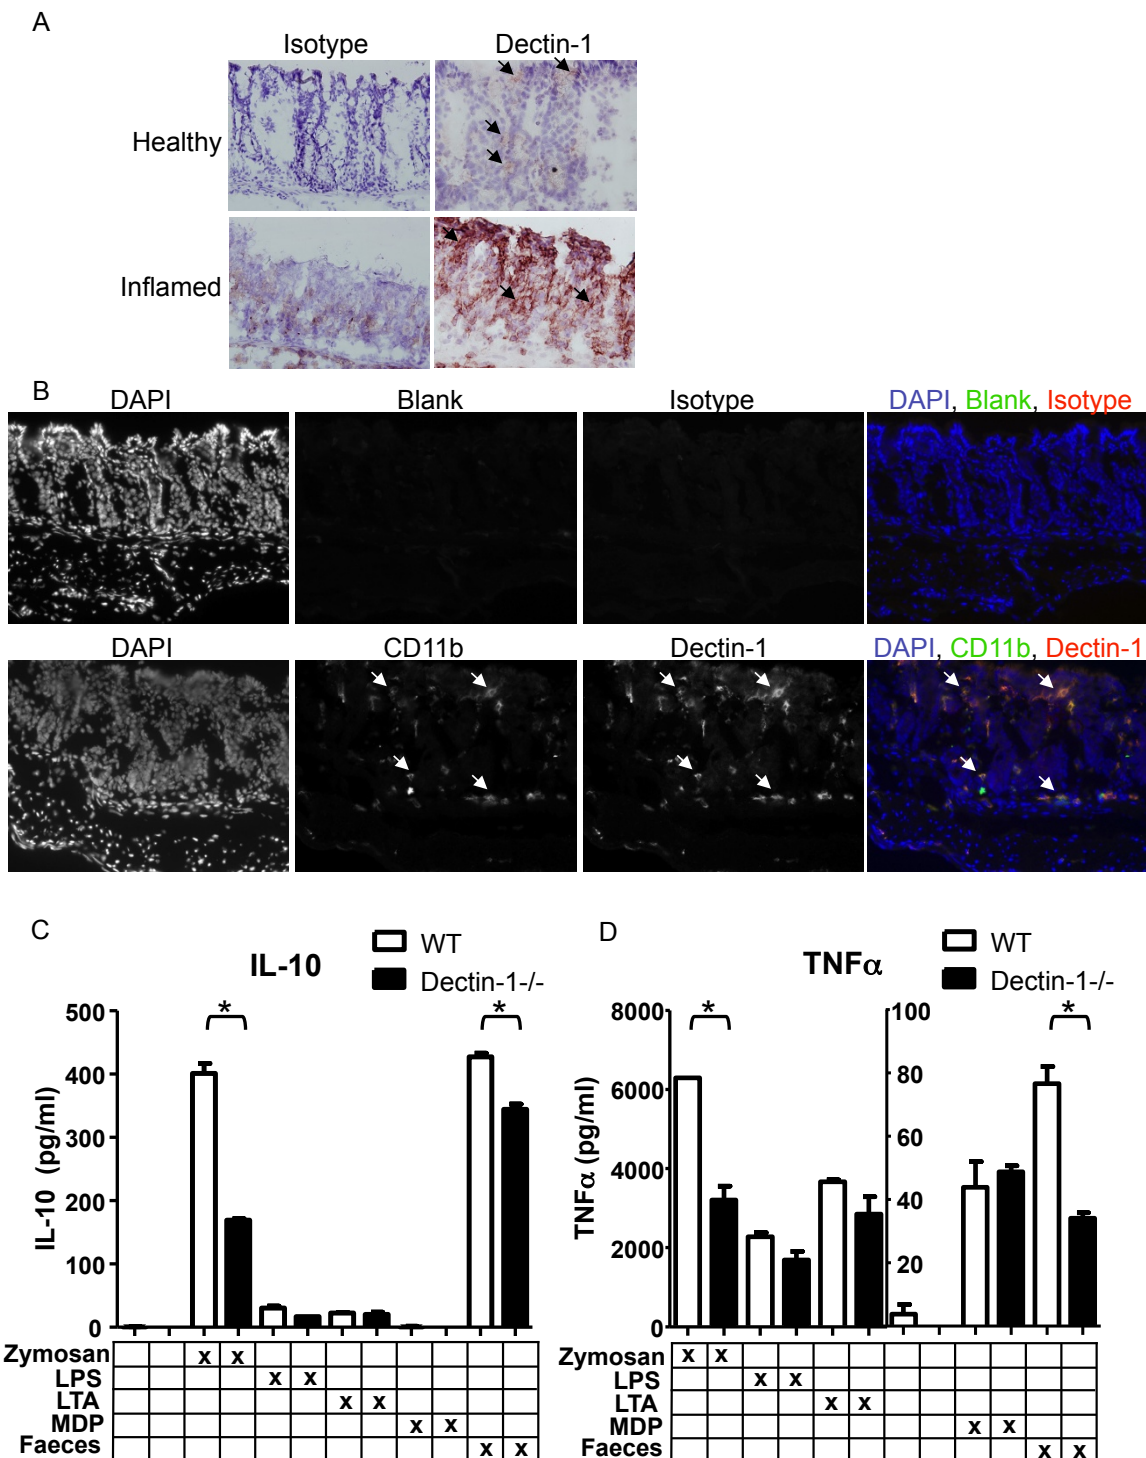 A
Isotype Dectin-1
Healthy
Inflamed
B
DAPI Blank Isotype DAPI, Blank, Isotype
DAPI CD11b Dectin-1 DAPI, CD11b, Dectin-1
C
WT
Dectin-1-/-
IL-10
*
*
500
400
300
200
100
0
IL-10 (pg/ml)
Zymosan x x
LPS x x
LTA x x
MDP x x
Faeces x x
D
WT
Dectin-1-/-
TNFα
*
*
8000
6000
4000
2000
0
TNFα (pg/ml)
100
80
60
40
20
Zymosan x x
LPS x x
LTA x x
MDP x x
Faeces x x